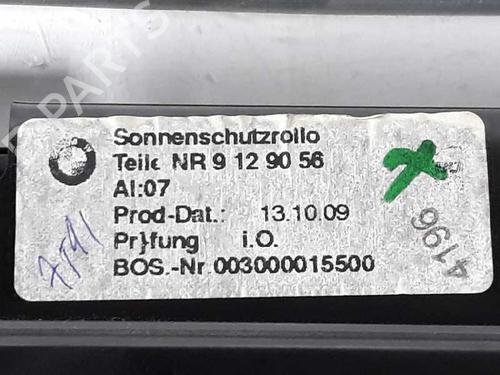 Sonnenschutzrollo
Teile NR 9 12 90 56
AI:07
Prod-Dat.: 13.10.09
Pr}fung i.O.
BOS.-Nr 003000015500
4196